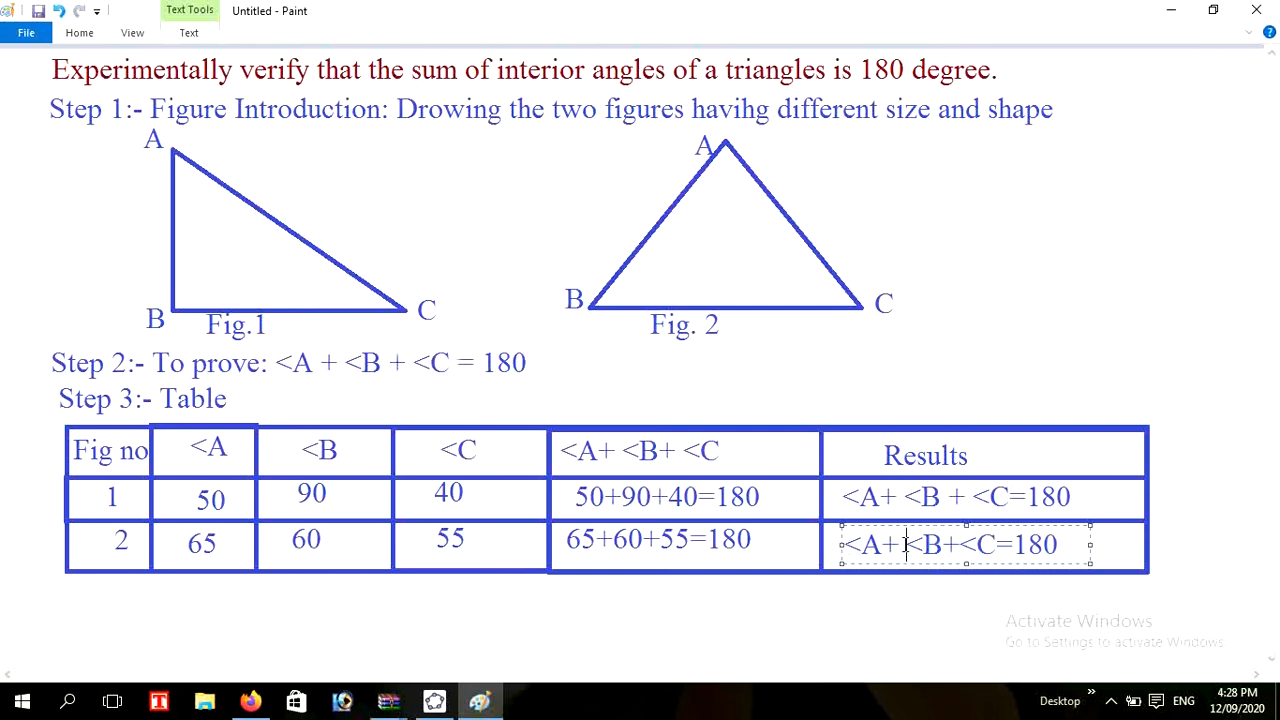 Text Tools
Untitled - Paint
File Home View Text
Experimentally verify that the sum of interior angles of a triangles is 180 degree.
Step 1:- Figure Introduction: Drowing the two figures havihg different size and shape
A
A
B
C
B
C
Fig.1
Fig. 2
Step 2:- To prove: <A + <B + <C = 180
Step 3:- Table
Fig no <A <B <C <A+ <B+ <C Results
1 50 90 40 50+90+40=180 <A+ <B + <C=180
2 65 60 55 65+60+55=180 <A+ <B+<C=180
Activate Windows
Go to Settings to activate Windows
Desktop ENG 4:28 PM
12/09/2020